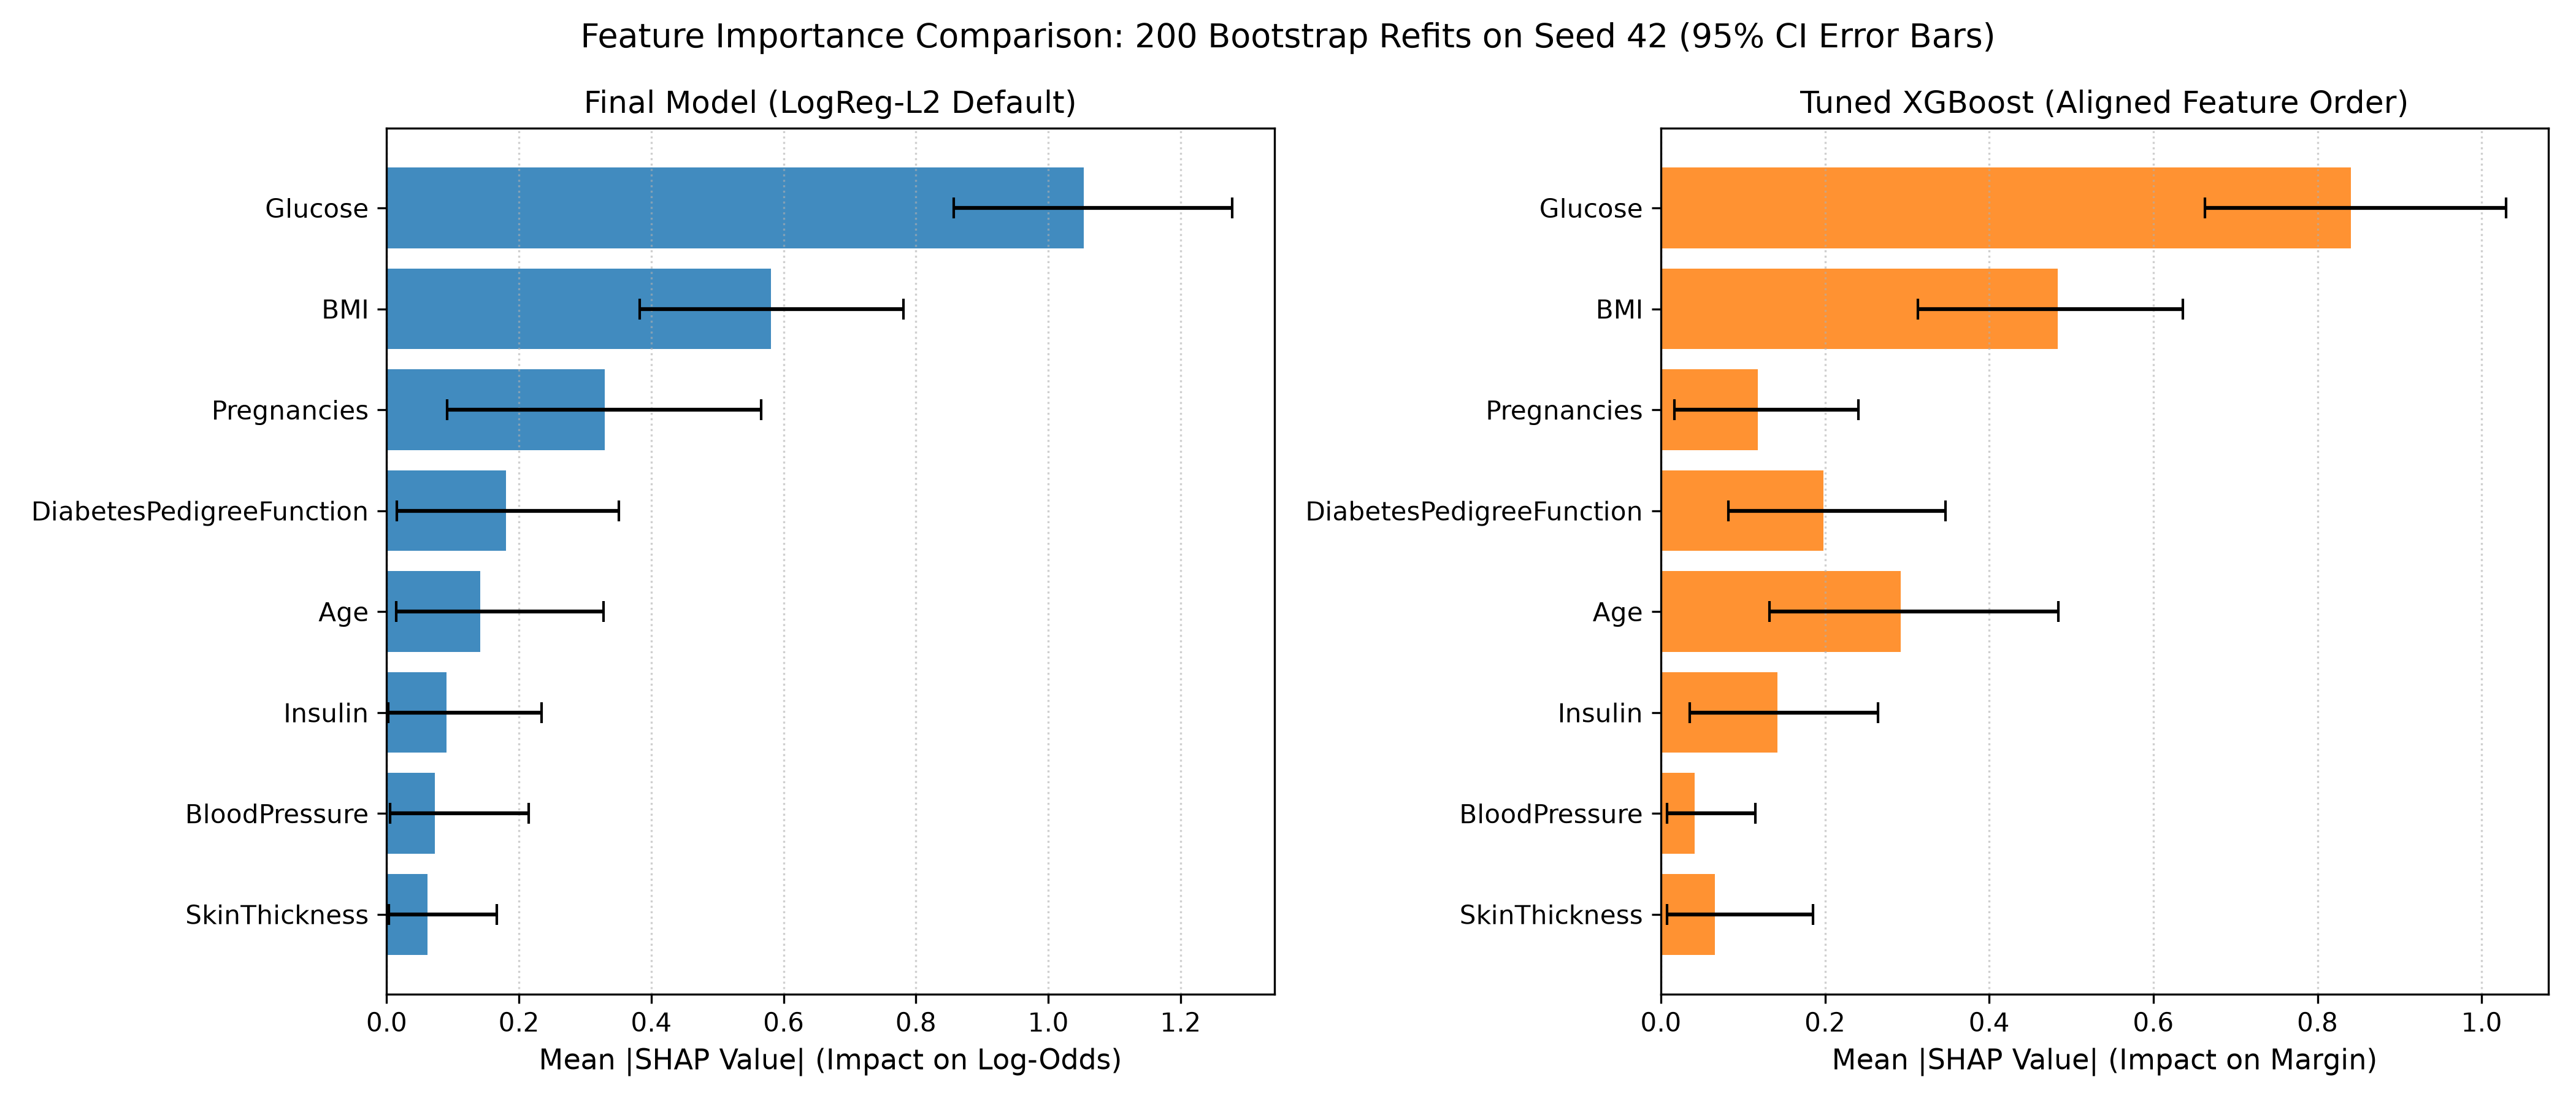 Feature Importance Comparison: 200 Bootstrap Refits on Seed 42 (95% CI Error Bars)
Final Model (LogReg-L2 Default)
Glucose
BMI
Pregnancies
DiabetesPedigreeFunction
Age
Insulin
BloodPressure
SkinThickness
0.0 0.2 0.4 0.6 0.8 1.0 1.2
Mean |SHAP Value| (Impact on Log-Odds)
Tuned XGBoost (Aligned Feature Order)
Glucose
BMI
Pregnancies
DiabetesPedigreeFunction
Age
Insulin
BloodPressure
SkinThickness
0.0 0.2 0.4 0.6 0.8 1.0
Mean |SHAP Value| (Impact on Margin)